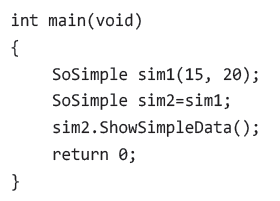 int main(void)
{
    SoSimple sim1(15, 20);
    SoSimple sim2=sim1;
    sim2.ShowSimpleData();
    return 0;
}